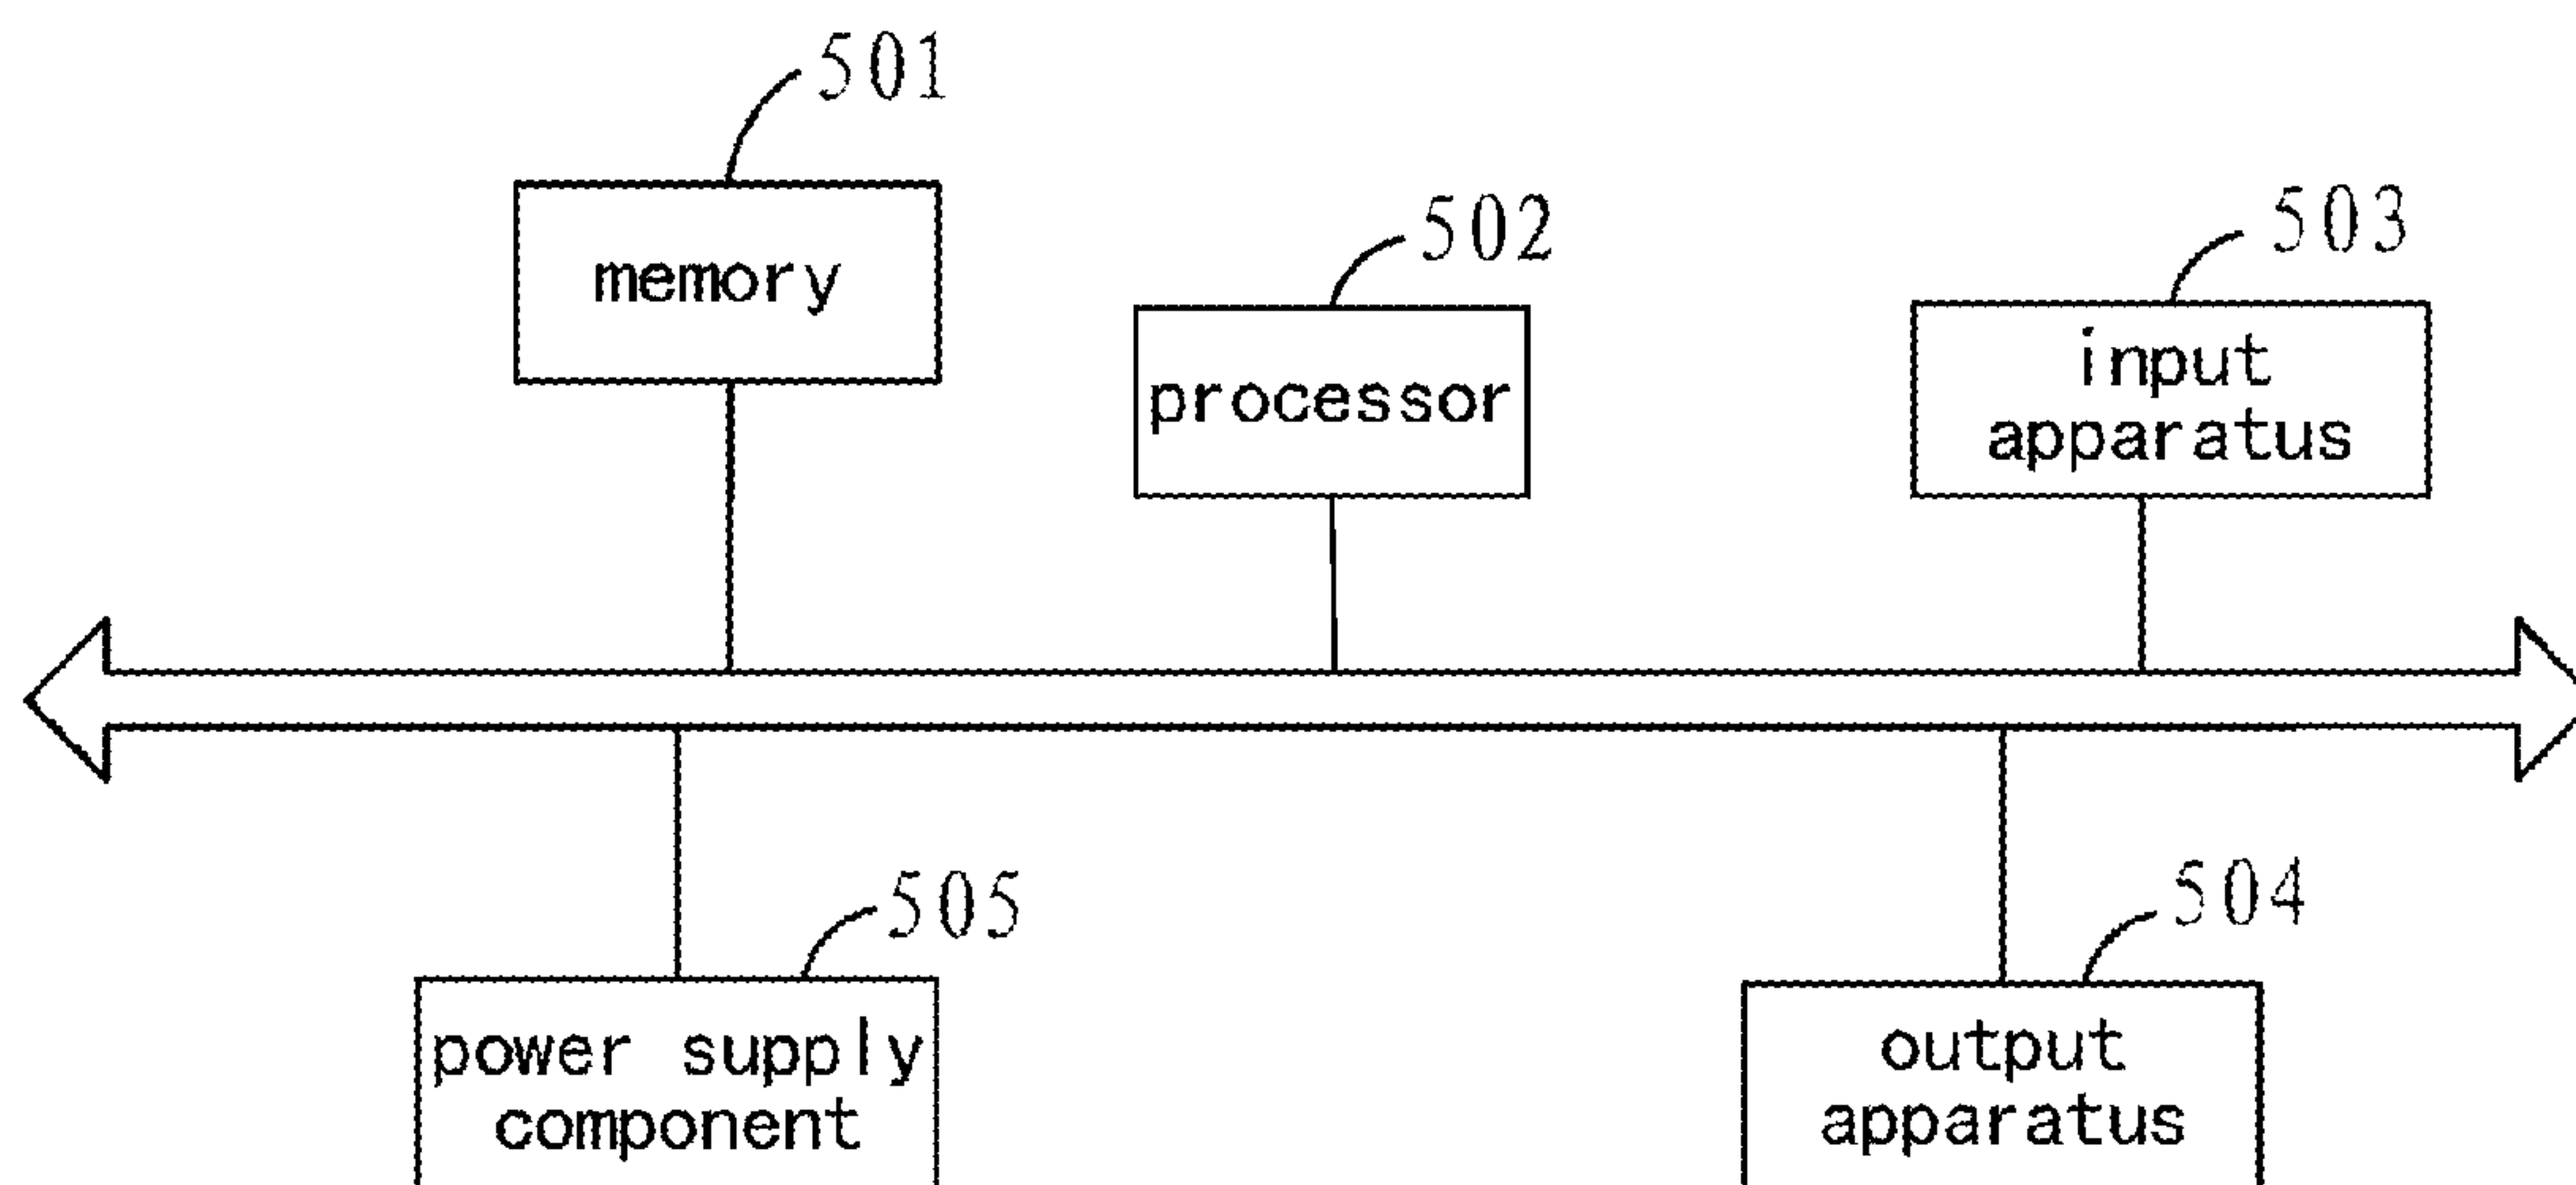 501
memory
502
processor
503
input
apparatus
505
power supply
component
504
output
apparatus